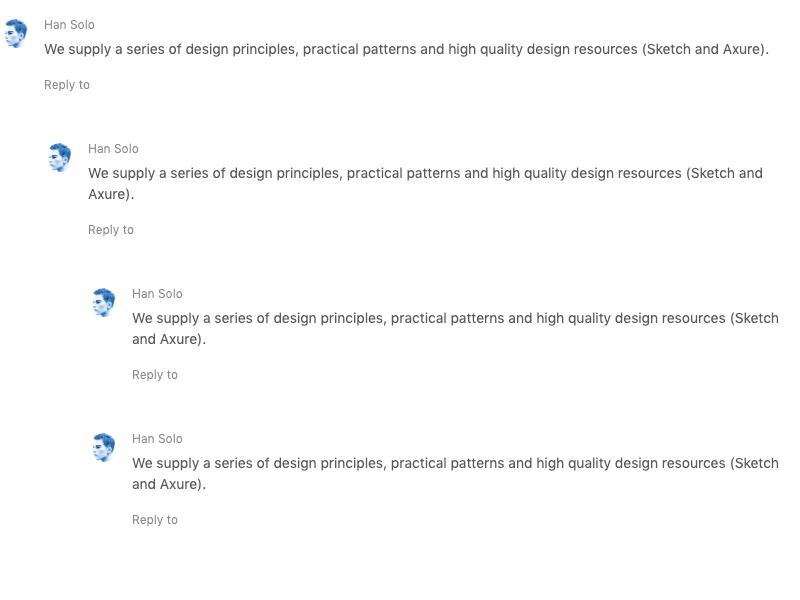 Han Solo
We supply a series of design principles, practical patterns and high quality design resources (Sketch and Axure).
Reply to
Han Solo
We supply a series of design principles, practical patterns and high quality design resources (Sketch and
Axure).
Reply to
Han Solo
We supply a series of design principles, practical patterns and high quality design resources (Sketch
and Axure).
Reply to
Han Solo
We supply a series of design principles, practical patterns and high quality design resources (Sketch
and Axure).
Reply to